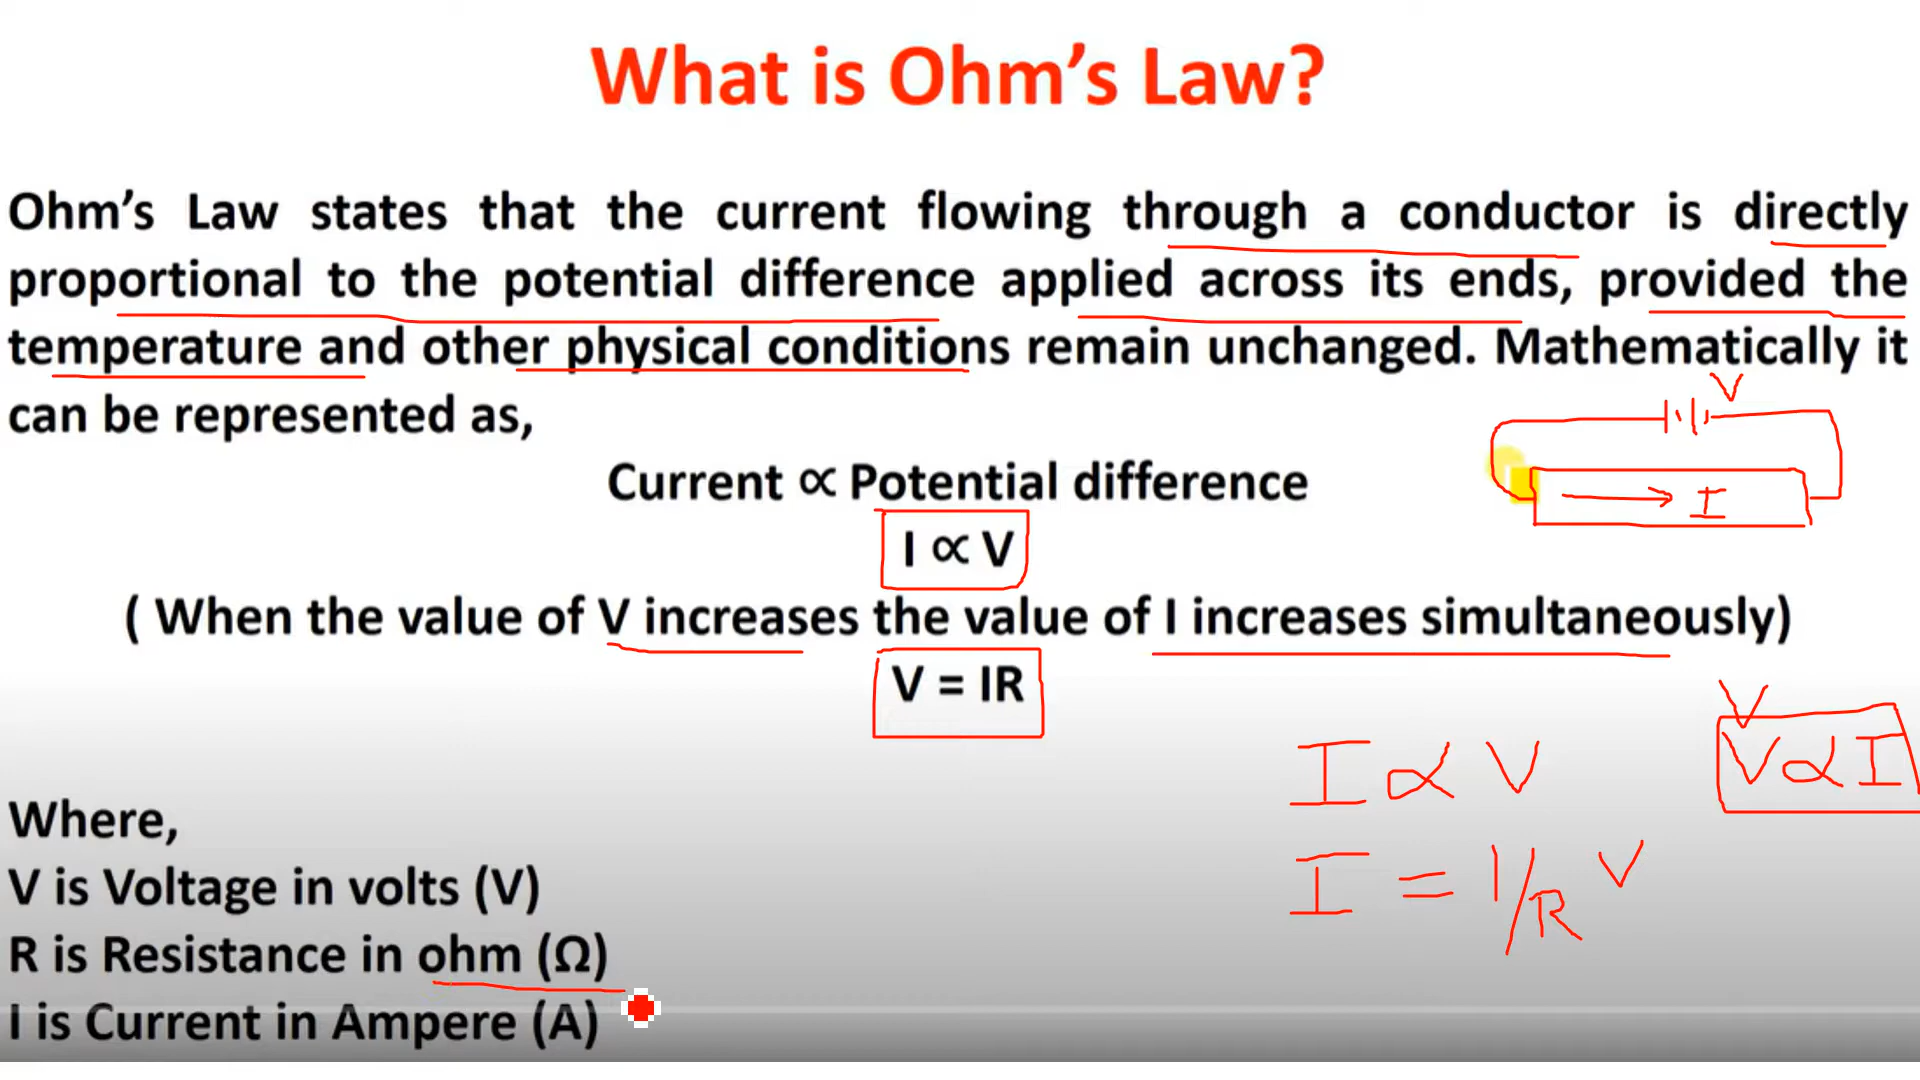 What is Ohm's Law?
Ohm's Law states that the current flowing through a conductor is directly
proportional to the potential difference applied across its ends, provided the
temperature and other physical conditions remain unchanged. Mathematically it
can be represented as,
V
Current ∝ Potential difference
I
I ∝ V
( When the value of V increases the value of I increases simultaneously)
V = IR
V
I ∝ V
V ∝ I
Where,
I = 1/R V
V is Voltage in volts (V)
R is Resistance in ohm (Ω)
I is Current in Ampere (A)